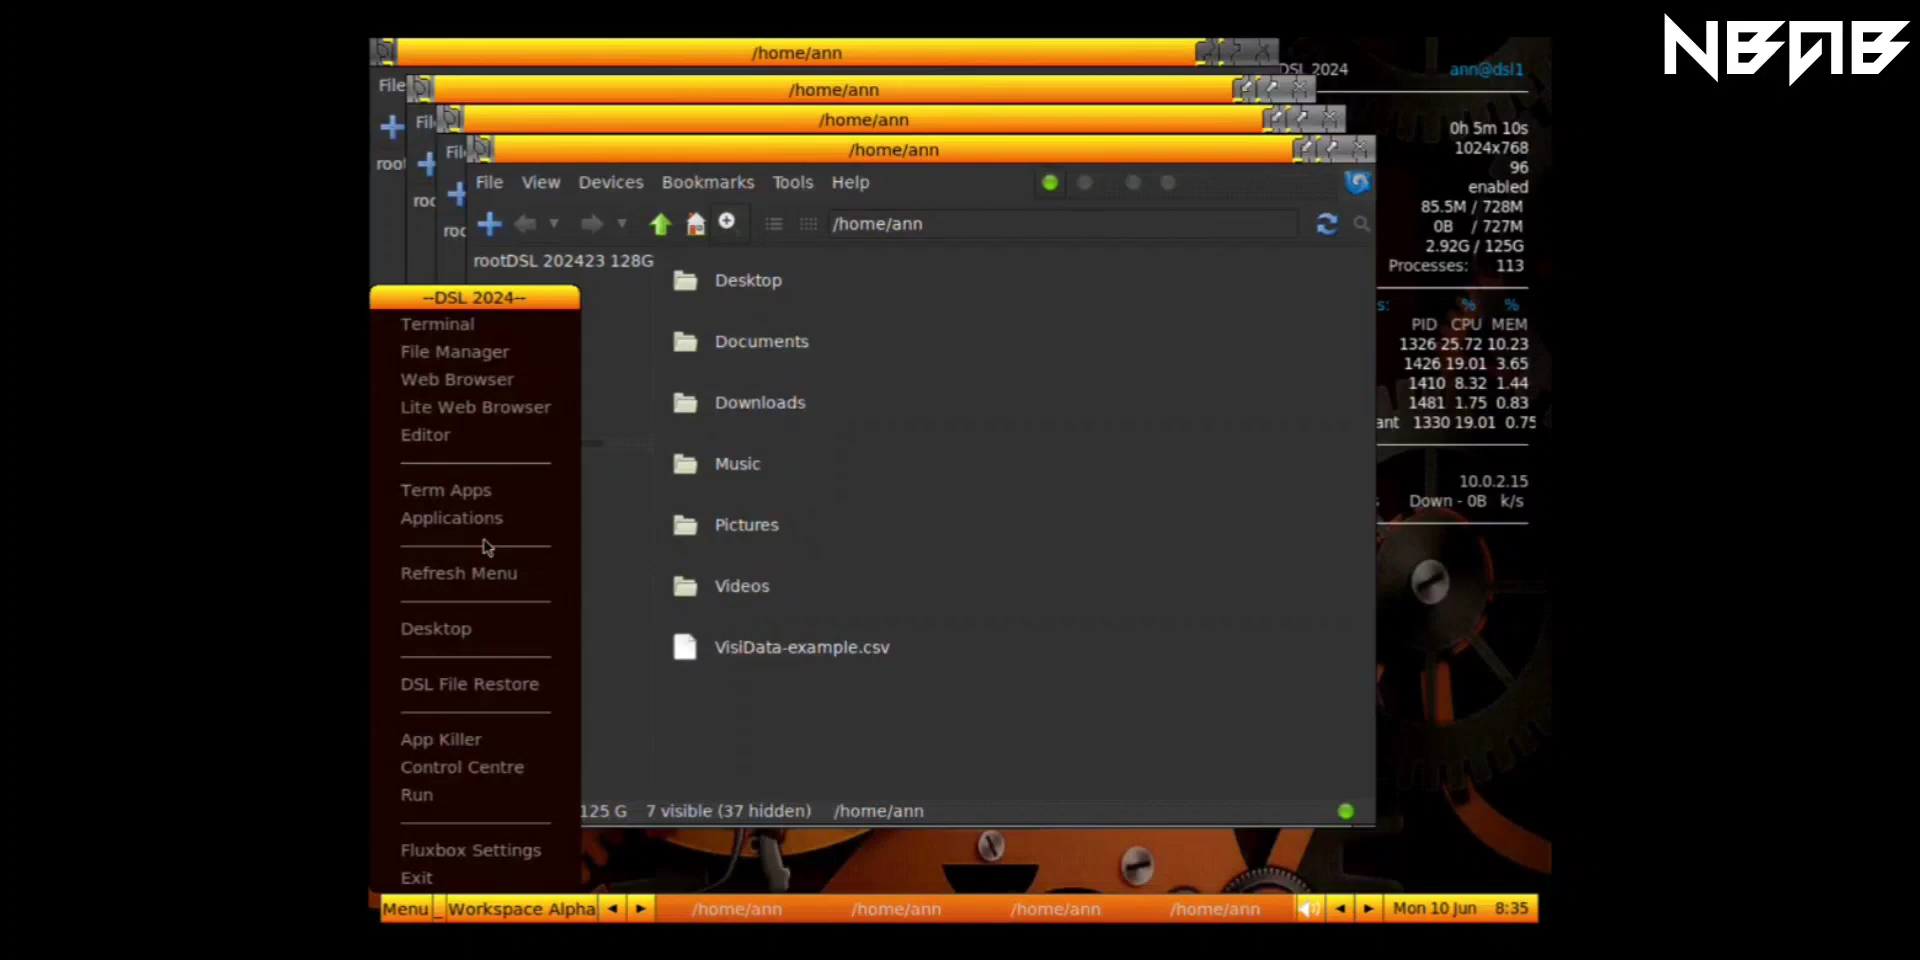 NBAB
/home/ann
DSL 2024
ann@dsl1
File
/home/ann
/home/ann
/home/ann
0h 5m 10s
1024x768
96
enabled
85.5M / 728M
0B / 727M
2.92G / 125G
Processes: 113
File View Devices Bookmarks Tools Help
/home/ann
rootDSL 202423 128G
Desktop
Documents
Downloads
Music
Pictures
Videos
VisiData-example.csv
--DSL 2024--
Terminal
File Manager
Web Browser
Lite Web Browser
Editor
Term Apps
Applications
Refresh Menu
Desktop
DSL File Restore
App Killer
Control Centre
Run
Fluxbox Settings
Exit
s: % %
PID CPU MEM
1326 25.72 10.23
1426 19.01 3.65
1410 8.32 1.44
1481 1.75 0.83
ant 1330 19.01 0.75
10.0.2.15
Down - 0B k/s
125 G 7 visible (37 hidden) /home/ann
Menu _ Workspace Alpha /home/ann /home/ann /home/ann /home/ann Mon 10 Jun 8:35